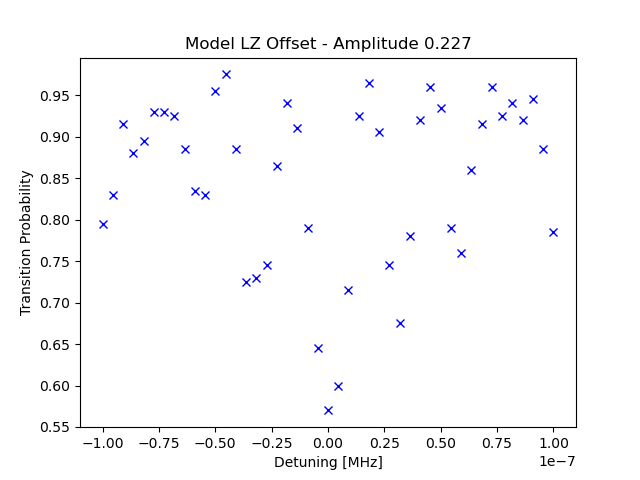 Model LZ Offset - Amplitude 0.227
Transition Probability
0.95
0.90
0.85
0.80
0.75
0.70
0.65
0.60
0.55
−1.00 −0.75 −0.50 −0.25 0.00 0.25 0.50 0.75 1.00
1e−7
Detuning [MHz]